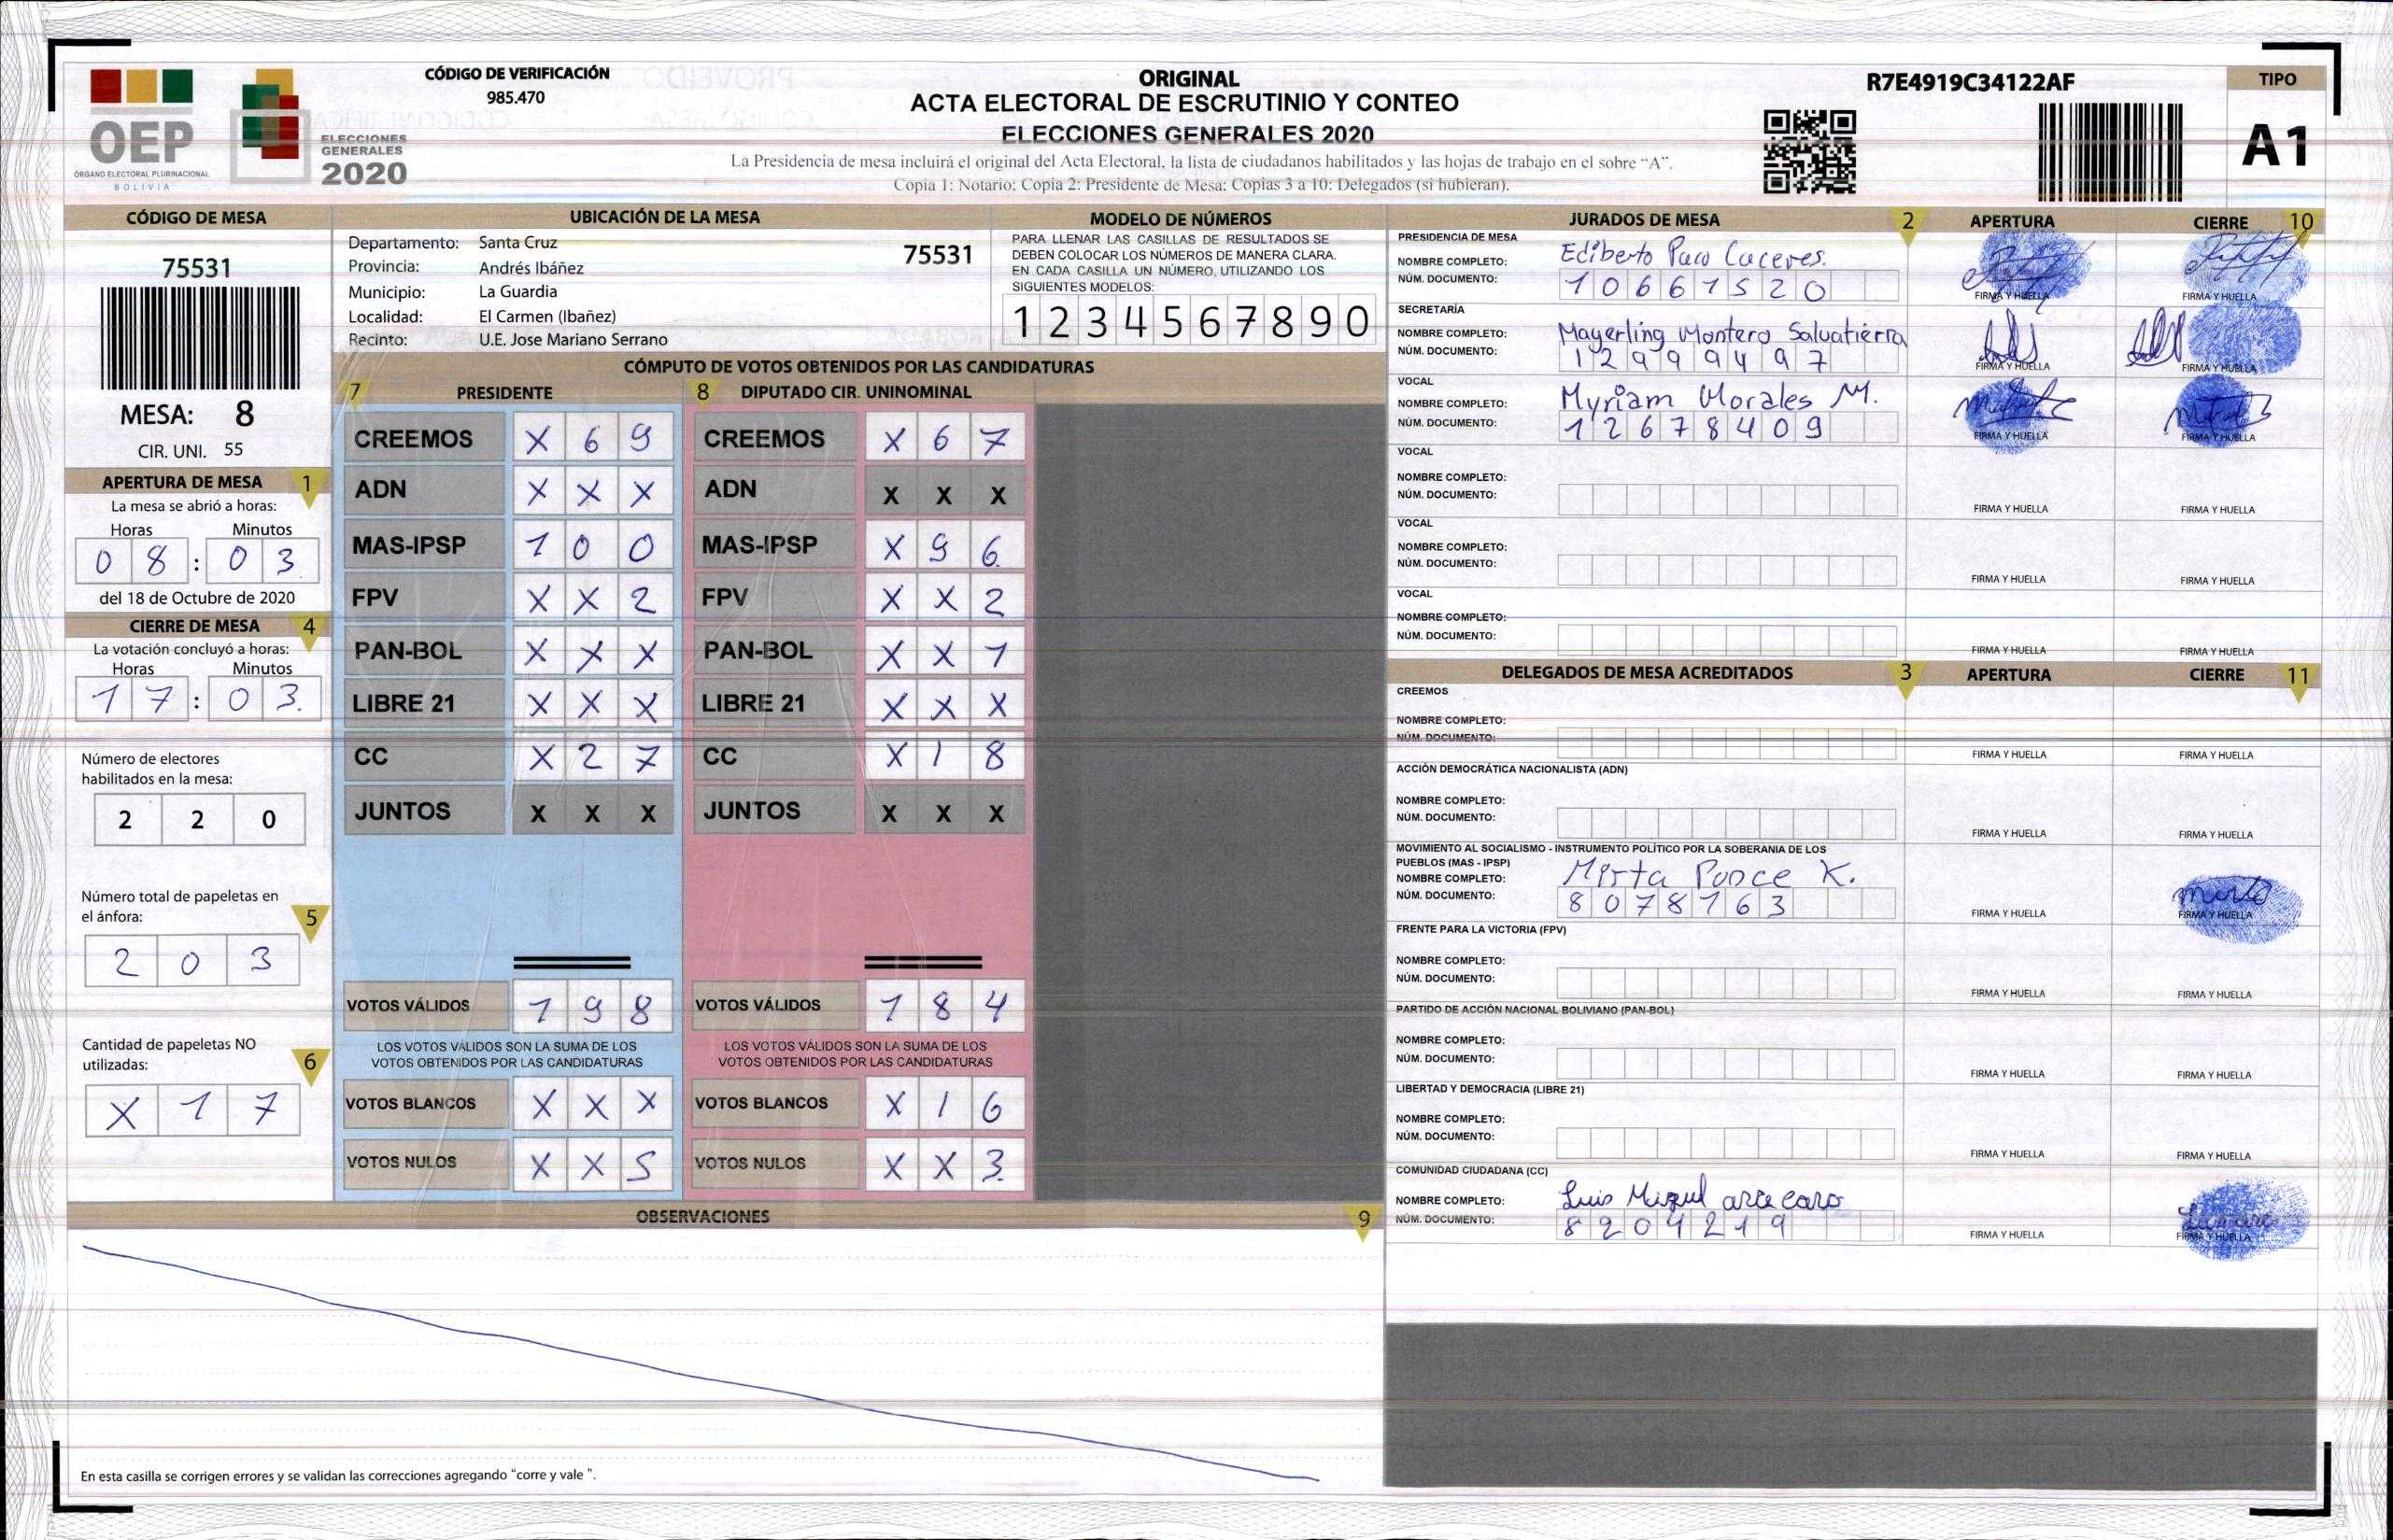 OEP
ÓRGANO ELECTORAL PLURINACIONAL
BOLIVIA
ELECCIONES
GENERALES
2020
CÓDIGO DE VERIFICACIÓN
985.470
ORIGINAL
ACTA ELECTORAL DE ESCRUTINIO Y CONTEO
ELECCIONES GENERALES 2020
La Presidencia de mesa incluirá el original del Acta Electoral, la lista de ciudadanos habilitados y las hojas de trabajo en el sobre “A”.
Copia 1: Notario; Copia 2: Presidente de Mesa; Copias 3 a 10: Delegados (si hubieran).
R7E4919C34122AF
TIPO
A1
CÓDIGO DE MESA
75531
MESA: 8
CIR. UNI. 55
APERTURA DE MESA 1
La mesa se abrió a horas:
Horas Minutos
08:03
del 18 de Octubre de 2020
CIERRE DE MESA 4
La votación concluyó a horas:
Horas Minutos
17:03.
Número de electores
habilitados en la mesa:
2 2 0
Número total de papeletas en
el ánfora: 5
2 0 3
Cantidad de papeletas NO
utilizadas: 6
X 1 7
UBICACIÓN DE LA MESA
Departamento: Santa Cruz 75531
Provincia: Andrés Ibáñez
Municipio: La Guardia
Localidad: El Carmen (Ibañez)
Recinto: U.E. Jose Mariano Serrano
MODELO DE NÚMEROS
PARA LLENAR LAS CASILLAS DE RESULTADOS SE
DEBEN COLOCAR LOS NÚMEROS DE MANERA CLARA.
EN CADA CASILLA UN NÚMERO, UTILIZANDO LOS
SIGUIENTES MODELOS:
1 2 3 4 5 6 7 8 9 0
CÓMPUTO DE VOTOS OBTENIDOS POR LAS CANDIDATURAS
7 PRESIDENTE
CREEMOS X 6 9
ADN X X X
MAS-IPSP 1 0 0
FPV X X 2
PAN-BOL X X X
LIBRE 21 X X X
CC X 2 7
JUNTOS X X X
VOTOS VÁLIDOS 1 9 8
LOS VOTOS VÁLIDOS SON LA SUMA DE LOS
VOTOS OBTENIDOS POR LAS CANDIDATURAS
VOTOS BLANCOS X X X
VOTOS NULOS X X 5
8 DIPUTADO CIR. UNINOMINAL
CREEMOS X 6 7
ADN X X X
MAS-IPSP X 9 6.
FPV X X 2
PAN-BOL X X 1
LIBRE 21 X X X
CC X 1 8
JUNTOS X X X
VOTOS VÁLIDOS 1 8 4
LOS VOTOS VÁLIDOS SON LA SUMA DE LOS
VOTOS OBTENIDOS POR LAS CANDIDATURAS
VOTOS BLANCOS X 1 6
VOTOS NULOS X X 3.
OBSERVACIONES 9
En esta casilla se corrigen errores y se validan las correcciones agregando “corre y vale ”.
JURADOS DE MESA 2 APERTURA CIERRE 10
PRESIDENCIA DE MESA
NOMBRE COMPLETO: Ediberto Paco Caceres.
NÚM. DOCUMENTO: 10661520
FIRMA Y HUELLA FIRMA Y HUELLA
SECRETARÍA
NOMBRE COMPLETO: Mayerling Montero Salvatierra
NÚM. DOCUMENTO: 12999497
FIRMA Y HUELLA FIRMA Y HUELLA
VOCAL
NOMBRE COMPLETO: Myriam Morales M.
NÚM. DOCUMENTO: 12678409
FIRMA Y HUELLA FIRMA Y HUELLA
VOCAL
NOMBRE COMPLETO:
NÚM. DOCUMENTO:
FIRMA Y HUELLA FIRMA Y HUELLA
VOCAL
NOMBRE COMPLETO:
NÚM. DOCUMENTO:
FIRMA Y HUELLA FIRMA Y HUELLA
VOCAL
NOMBRE COMPLETO:
NÚM. DOCUMENTO:
FIRMA Y HUELLA FIRMA Y HUELLA
DELEGADOS DE MESA ACREDITADOS 3 APERTURA CIERRE 11
CREEMOS
NOMBRE COMPLETO:
NÚM. DOCUMENTO:
FIRMA Y HUELLA FIRMA Y HUELLA
ACCIÓN DEMOCRÁTICA NACIONALISTA (ADN)
NOMBRE COMPLETO:
NÚM. DOCUMENTO:
FIRMA Y HUELLA FIRMA Y HUELLA
MOVIMIENTO AL SOCIALISMO - INSTRUMENTO POLÍTICO POR LA SOBERANIA DE LOS
PUEBLOS (MAS - IPSP)
NOMBRE COMPLETO: Mirta Ponce K.
NÚM. DOCUMENTO: 8078163
FIRMA Y HUELLA FIRMA Y HUELLA
FRENTE PARA LA VICTORIA (FPV)
NOMBRE COMPLETO:
NÚM. DOCUMENTO:
FIRMA Y HUELLA FIRMA Y HUELLA
PARTIDO DE ACCIÓN NACIONAL BOLIVIANO (PAN-BOL)
NOMBRE COMPLETO:
NÚM. DOCUMENTO:
FIRMA Y HUELLA FIRMA Y HUELLA
LIBERTAD Y DEMOCRACIA (LIBRE 21)
NOMBRE COMPLETO:
NÚM. DOCUMENTO:
FIRMA Y HUELLA FIRMA Y HUELLA
COMUNIDAD CIUDADANA (CC)
NOMBRE COMPLETO: Luis Miguel arce caro
NÚM. DOCUMENTO: 8204219
FIRMA Y HUELLA FIRMA Y HUELLA